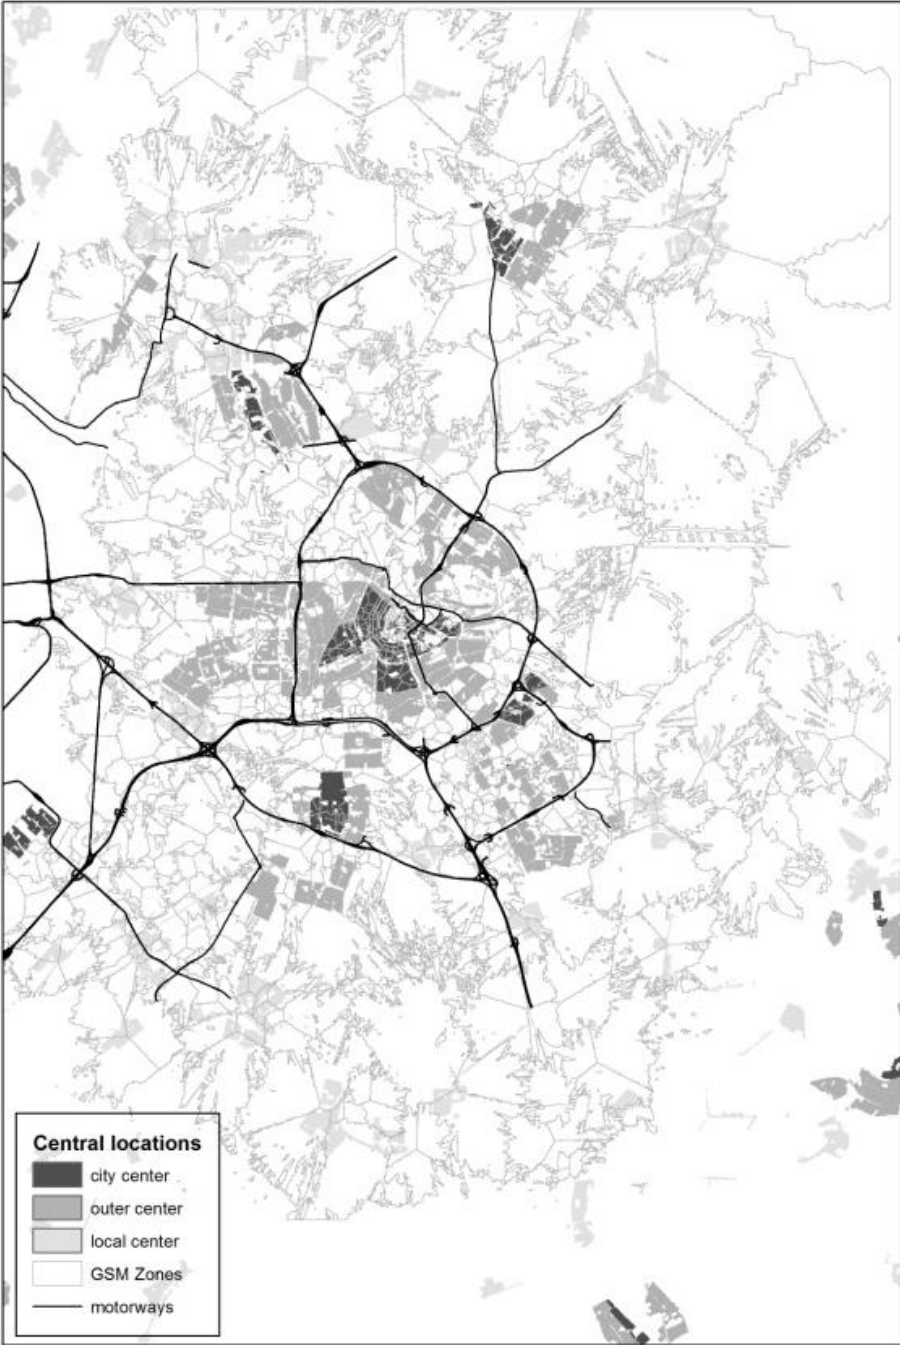 Central locations
city center
outer center
local center
GSM Zones
motorways